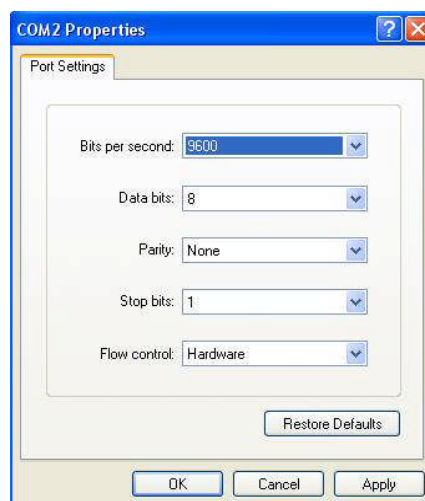 COM2 Properties
Port Settings
Bits per second: 9600
Data bits: 8
Parity: None
Stop bits: 1
Flow control: Hardware
Restore Defaults
OK Cancel Apply